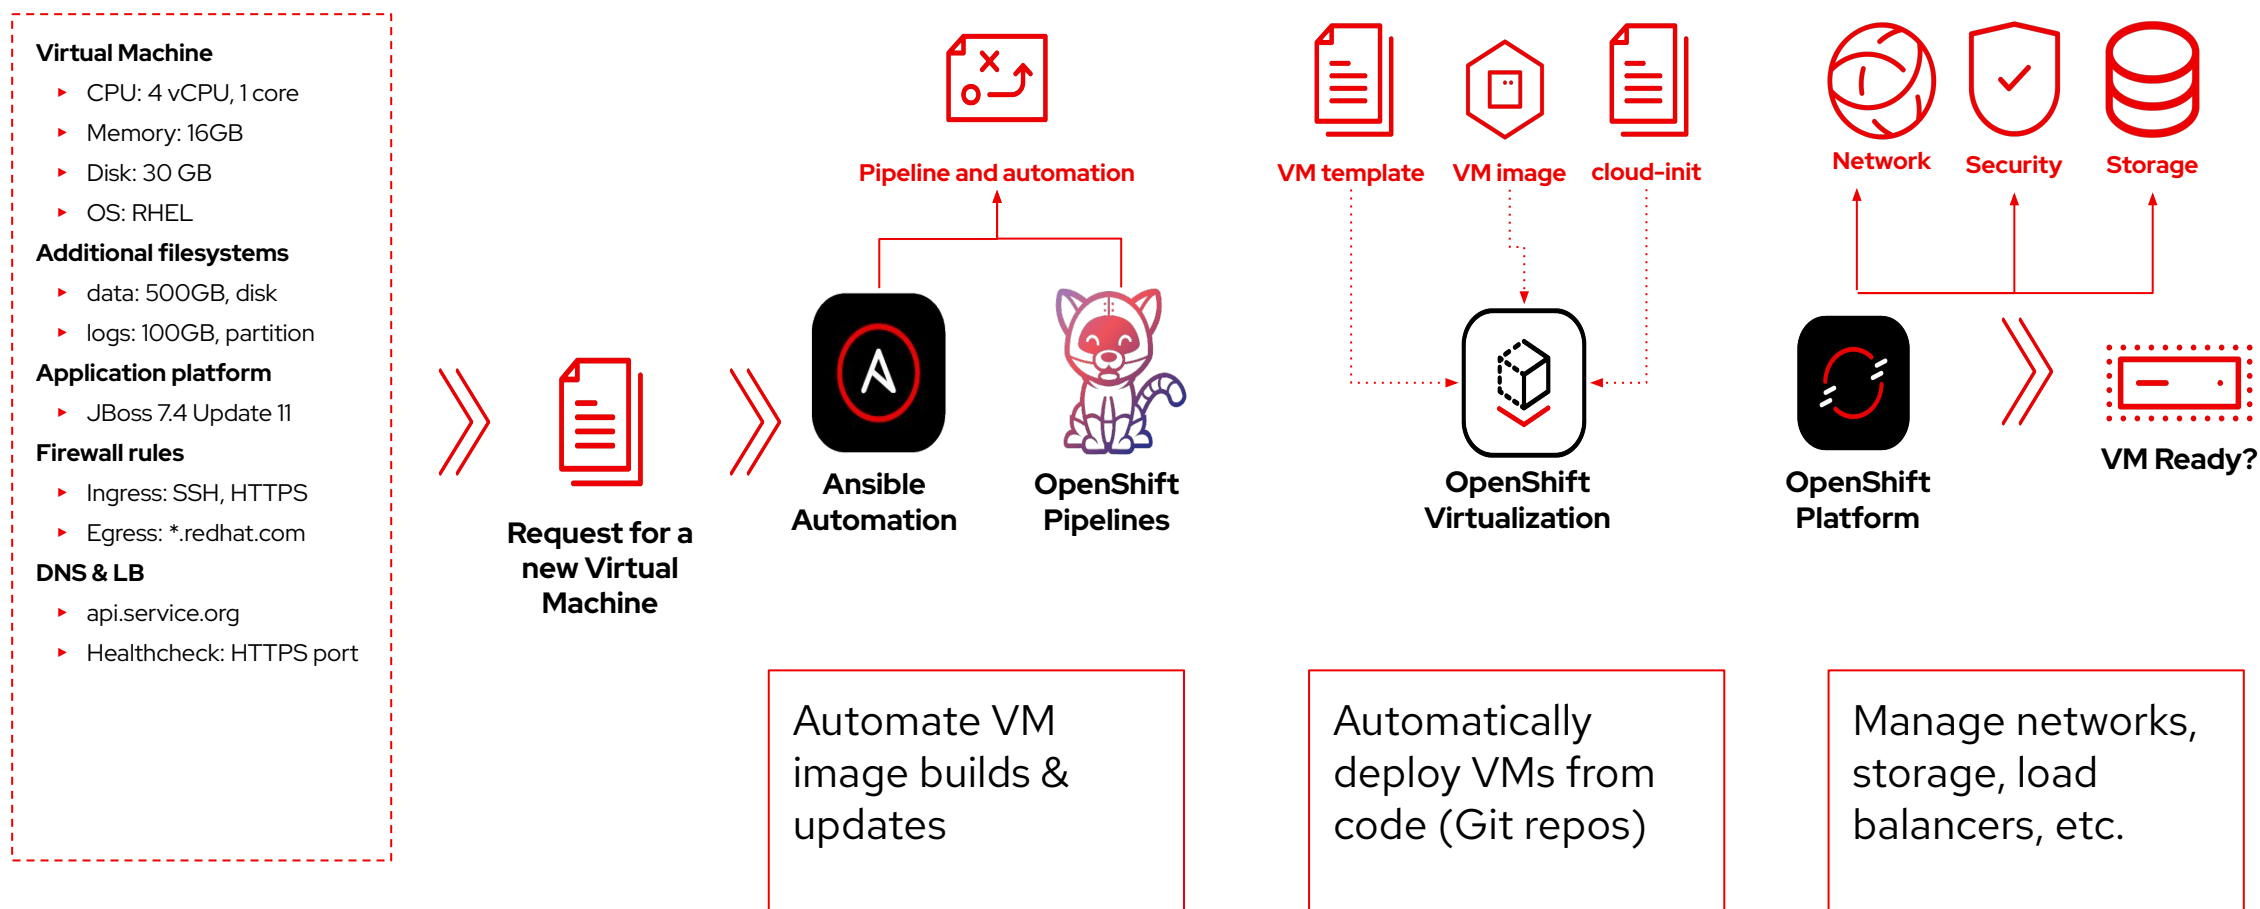 Virtual Machine
CPU: 4 vCPU, 1 core
Memory: 16GB
Disk: 30 GB
OS: RHEL
Additional filesystems
data: 500GB, disk
logs: 100GB, partition
Application platform
JBoss 7.4 Update 11
Firewall rules
Ingress: SSH, HTTPS
Egress: *.redhat.com
DNS & LB
api.service.org
Healthcheck: HTTPS port
Request for a
new Virtual
Machine
Pipeline and automation
Ansible
Automation
OpenShift
Pipelines
VM template
VM image
cloud-init
OpenShift
Virtualization
Network
Security
Storage
OpenShift
Platform
VM Ready?
Automate VM
image builds &
updates
Automatically
deploy VMs from
code (Git repos)
Manage networks,
storage, load
balancers, etc.